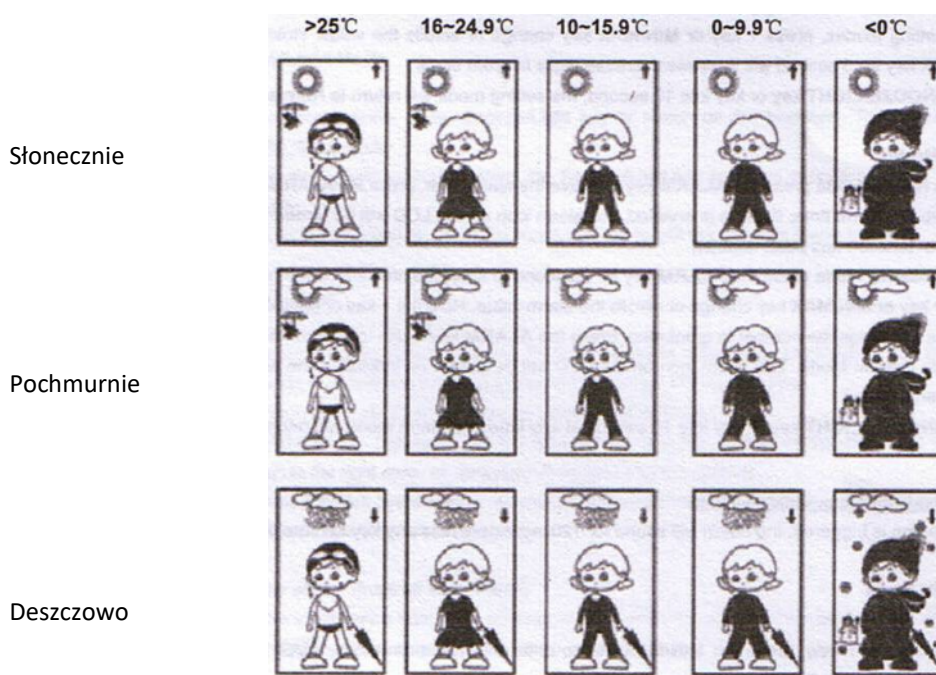 >25℃ 16~24.9℃ 10~15.9℃ 0~9.9℃ <0℃
Słonecznie
Pochmurnie
Deszczowo